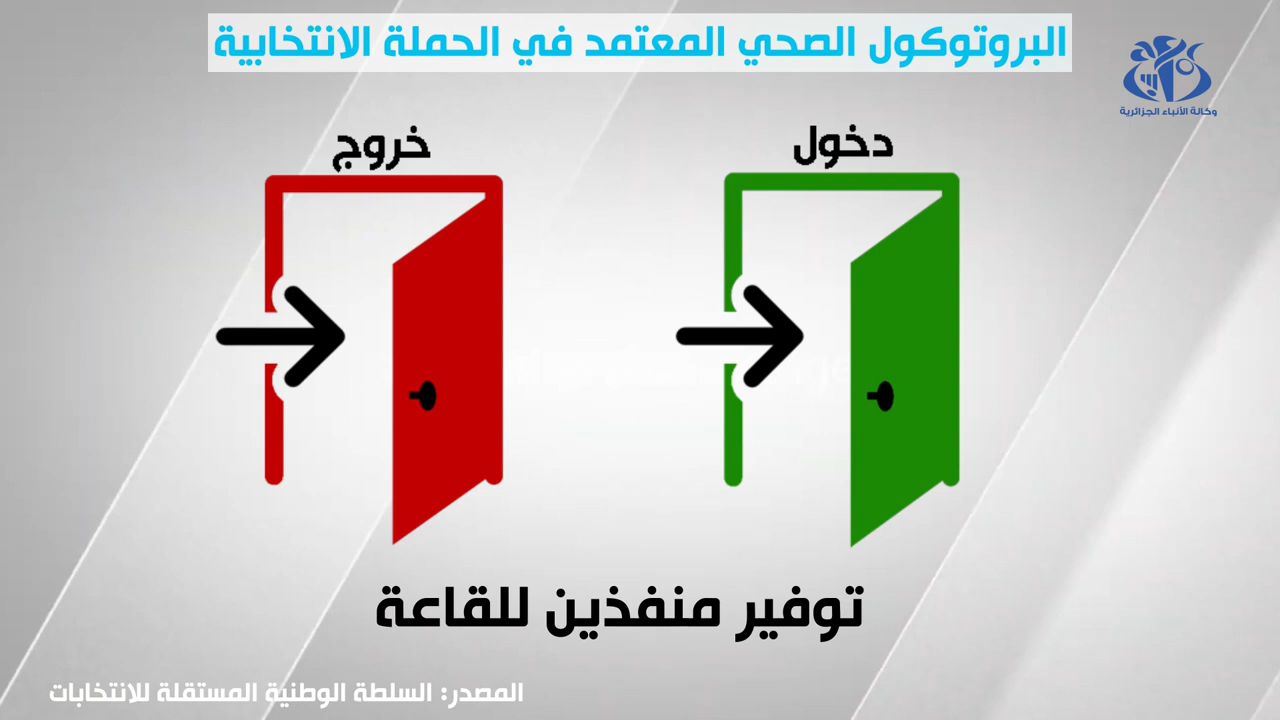 البروتوكول الصحي المعتمد في الحملة الانتخابية
وكالة الأنباء الجزائرية
دخول
خروج
توفير منفذين للقاعة
المصدر: السلطة الوطنية المستقلة للانتخابات